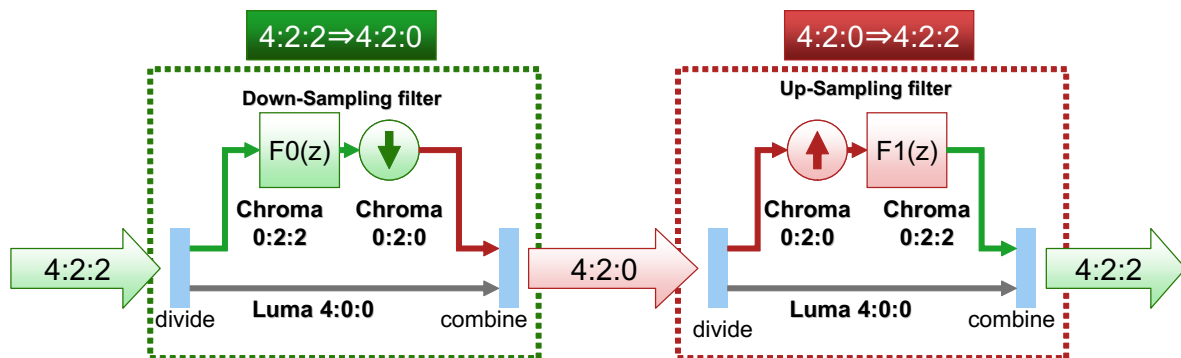 4:2:2⇒4:2:0
4:2:0⇒4:2:2
Down-Sampling filter
Up-Sampling filter
F0(z)
F1(z)
Chroma
0:2:2
Chroma
0:2:0
Chroma
0:2:0
Chroma
0:2:2
4:2:2
4:2:0
4:2:2
divide
Luma 4:0:0
combine
divide
Luma 4:0:0
combine